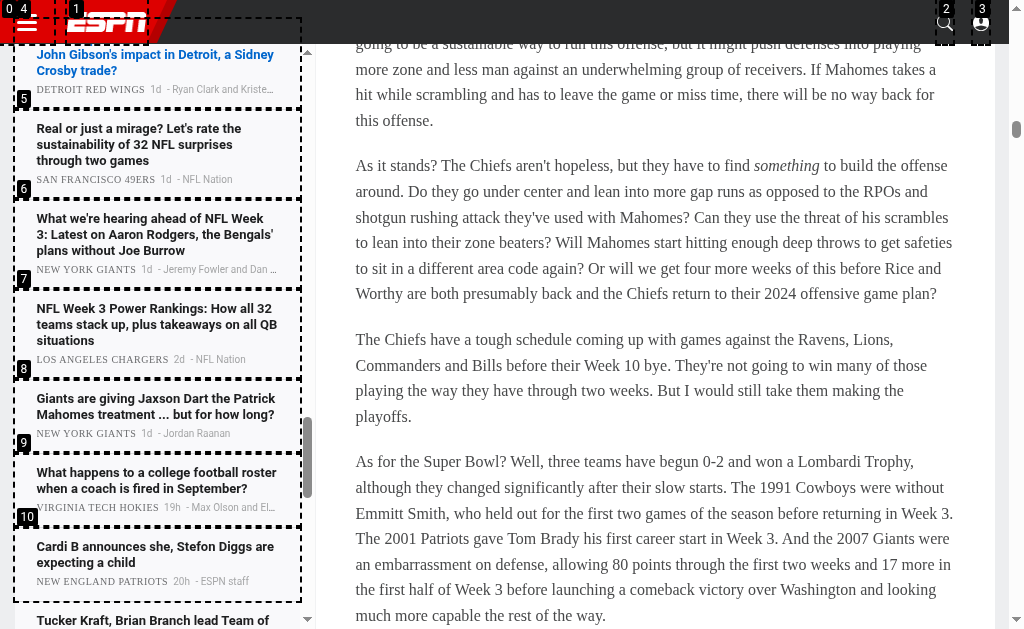 0 4 1 2 3
ESPN
John Gibson's impact in Detroit, a Sidney
Crosby trade?
DETROIT RED WINGS 1d - Ryan Clark and Kriste...
5
Real or just a mirage? Let's rate the
sustainability of 32 NFL surprises
through two games
SAN FRANCISCO 49ERS 1d - NFL Nation
6
What we're hearing ahead of NFL Week
3: Latest on Aaron Rodgers, the Bengals'
plans without Joe Burrow
NEW YORK GIANTS 1d - Jeremy Fowler and Dan ...
7
NFL Week 3 Power Rankings: How all 32
teams stack up, plus takeaways on all QB
situations
LOS ANGELES CHARGERS 2d - NFL Nation
8
Giants are giving Jaxson Dart the Patrick
Mahomes treatment ... but for how long?
NEW YORK GIANTS 1d - Jordan Raanan
9
What happens to a college football roster
when a coach is fired in September?
VIRGINIA TECH HOKIES 19h - Max Olson and El...
10
Cardi B announces she, Stefon Diggs are
expecting a child
NEW ENGLAND PATRIOTS 20h - ESPN staff
Tucker Kraft, Brian Branch lead Team of
going to be a sustainable way to run this offense, but it might push defenses into playing
more zone and less man against an underwhelming group of receivers. If Mahomes takes a
hit while scrambling and has to leave the game or miss time, there will be no way back for
this offense.
As it stands? The Chiefs aren't hopeless, but they have to find something to build the offense
around. Do they go under center and lean into more gap runs as opposed to the RPOs and
shotgun rushing attack they've used with Mahomes? Can they use the threat of his scrambles
to lean into their zone beaters? Will Mahomes start hitting enough deep throws to get safeties
to sit in a different area code again? Or will we get four more weeks of this before Rice and
Worthy are both presumably back and the Chiefs return to their 2024 offensive game plan?
The Chiefs have a tough schedule coming up with games against the Ravens, Lions,
Commanders and Bills before their Week 10 bye. They're not going to win many of those
playing the way they have through two weeks. But I would still take them making the
playoffs.
As for the Super Bowl? Well, three teams have begun 0-2 and won a Lombardi Trophy,
although they changed significantly after their slow starts. The 1991 Cowboys were without
Emmitt Smith, who held out for the first two games of the season before returning in Week 3.
The 2001 Patriots gave Tom Brady his first career start in Week 3. And the 2007 Giants were
an embarrassment on defense, allowing 80 points through the first two weeks and 17 more in
the first half of Week 3 before launching a comeback victory over Washington and looking
much more capable the rest of the way.